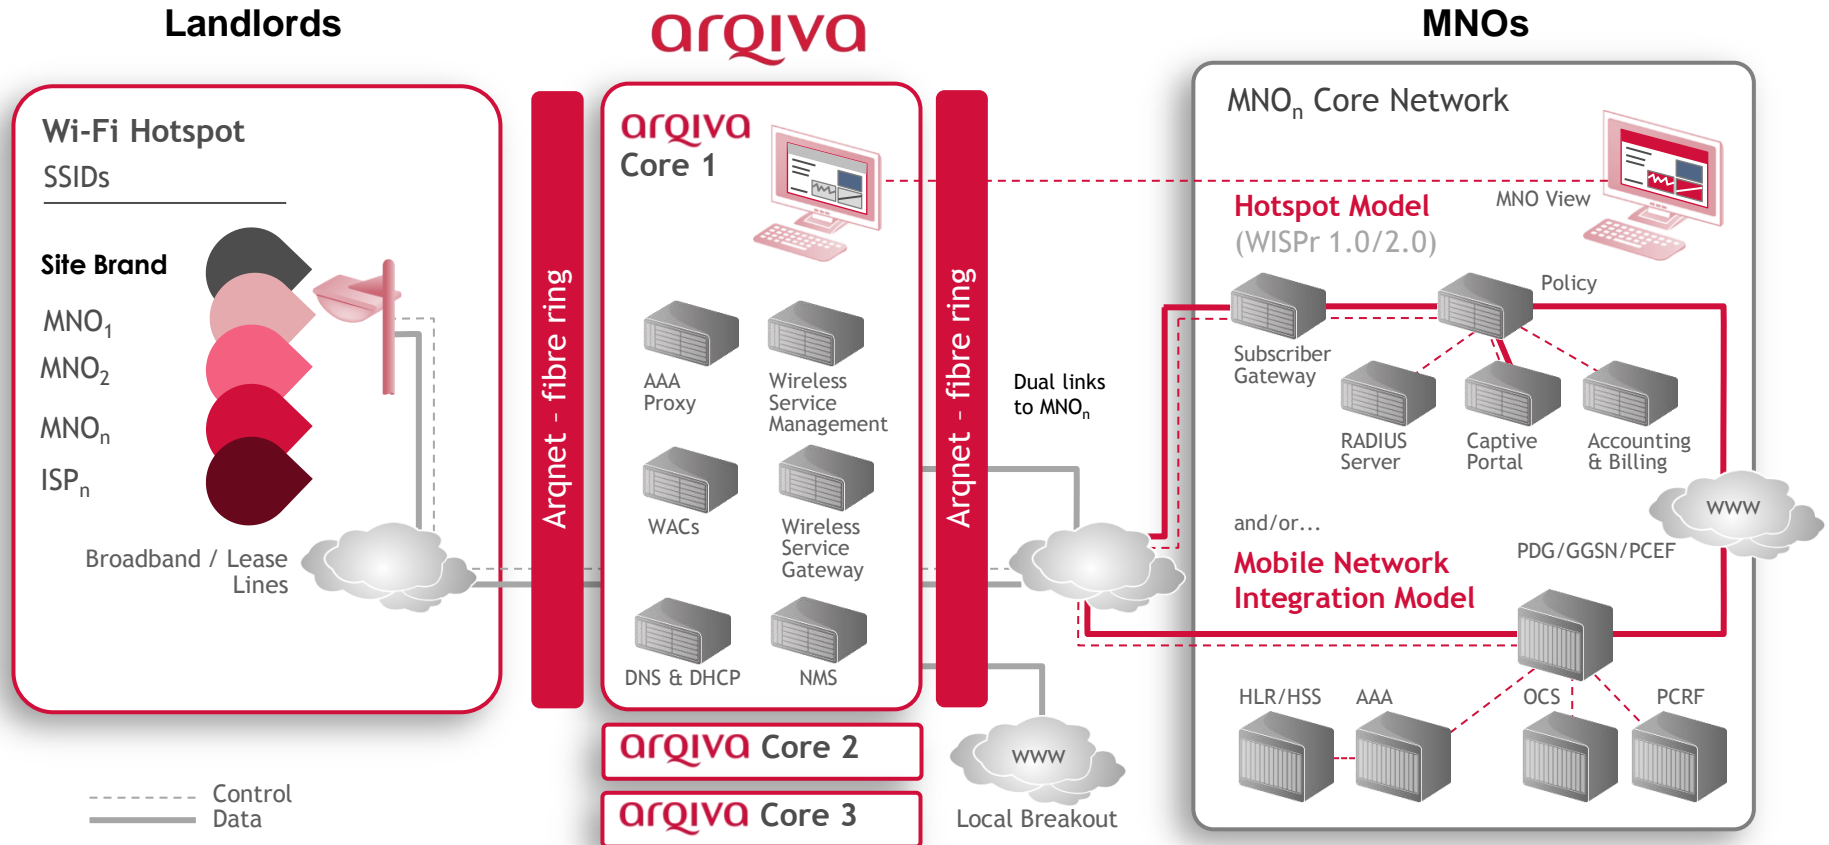 Landlords
arqiva
MNOs
Wi-Fi Hotspot
SSIDs
Site Brand
MNO1
MNO2
MNOn
ISPn
Broadband / Lease
Lines
Control
Data
Arqnet - fibre ring
arqiva
Core 1
AAA
Proxy
Wireless
Service
Management
WACs
Wireless
Service
Gateway
DNS & DHCP
NMS
arqiva Core 2
arqiva Core 3
Arqnet - fibre ring
Dual links
to MNOn
www
Local Breakout
MNOn Core Network
MNO View
Hotspot Model
(WISPr 1.0/2.0)
Policy
Subscriber
Gateway
RADIUS
Server
Captive
Portal
Accounting
& Billing
www
and/or...
Mobile Network
Integration Model
PDG/GGSN/PCEF
HLR/HSS
AAA
OCS
PCRF